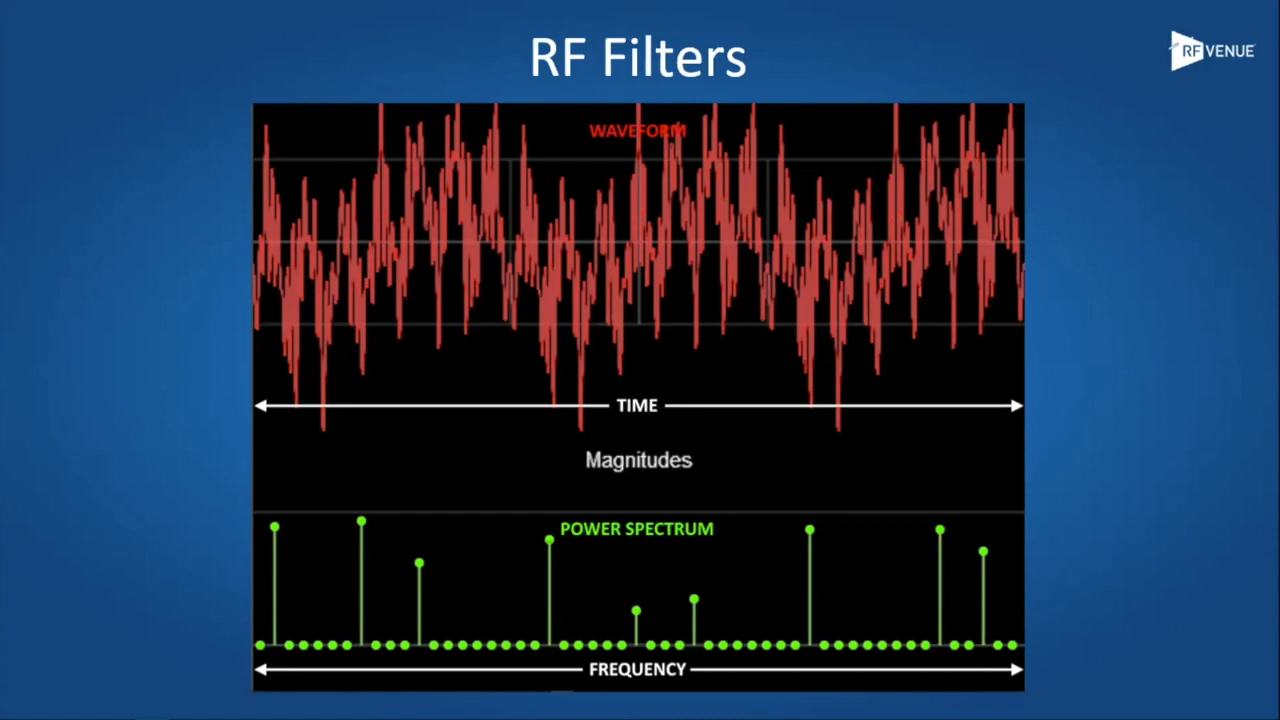 RF Filters
RF VENUE
WAVEFORM
TIME
Magnitudes
POWER SPECTRUM
FREQUENCY